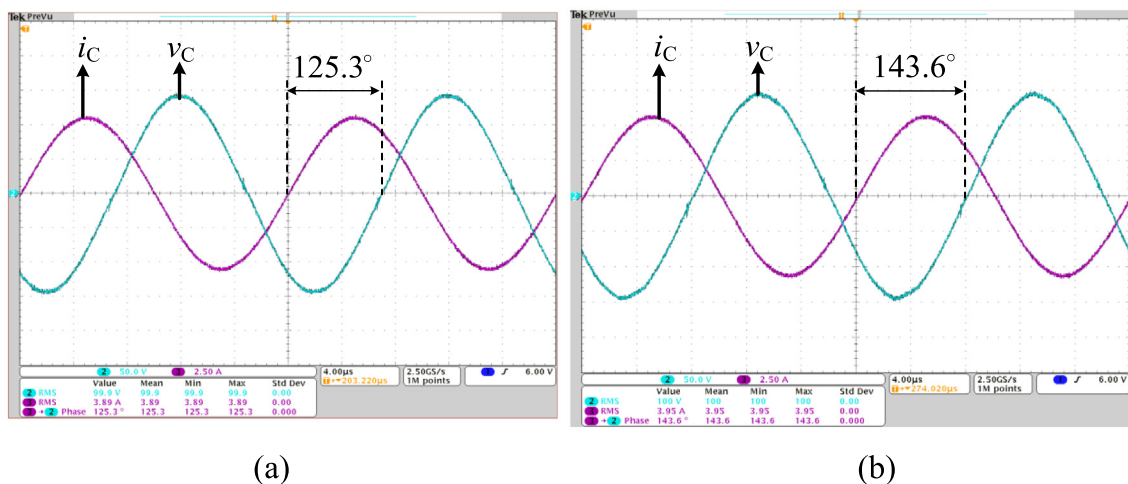 Tek PreVu
i_C
v_C
125.3°
2 50.0 V 3 2.50 A
Value Mean Min Max Std Dev
2 RMS 99.9 V 99.9 99.9 99.9 0.00
3 RMS 3.89 A 3.89 3.89 3.89 0.00
3 → 2 Phase 125.3 ° 125.3 125.3 125.3 0.000
4.00μs
T→▼203.220μs
2.50GS/s
1M points
1 6.00 V
(a)
Tek PreVu
i_C
v_C
143.6°
2 50.0 V 3 2.50 A
Value Mean Min Max Std Dev
2 RMS 100 V 100 100 100 0.00
3 RMS 3.95 A 3.95 3.95 3.95 0.00
3 → 2 Phase 143.6 ° 143.6 143.6 143.6 0.000
4.00μs
T→▼274.020μs
2.50GS/s
1M points
1 6.00 V
(b)